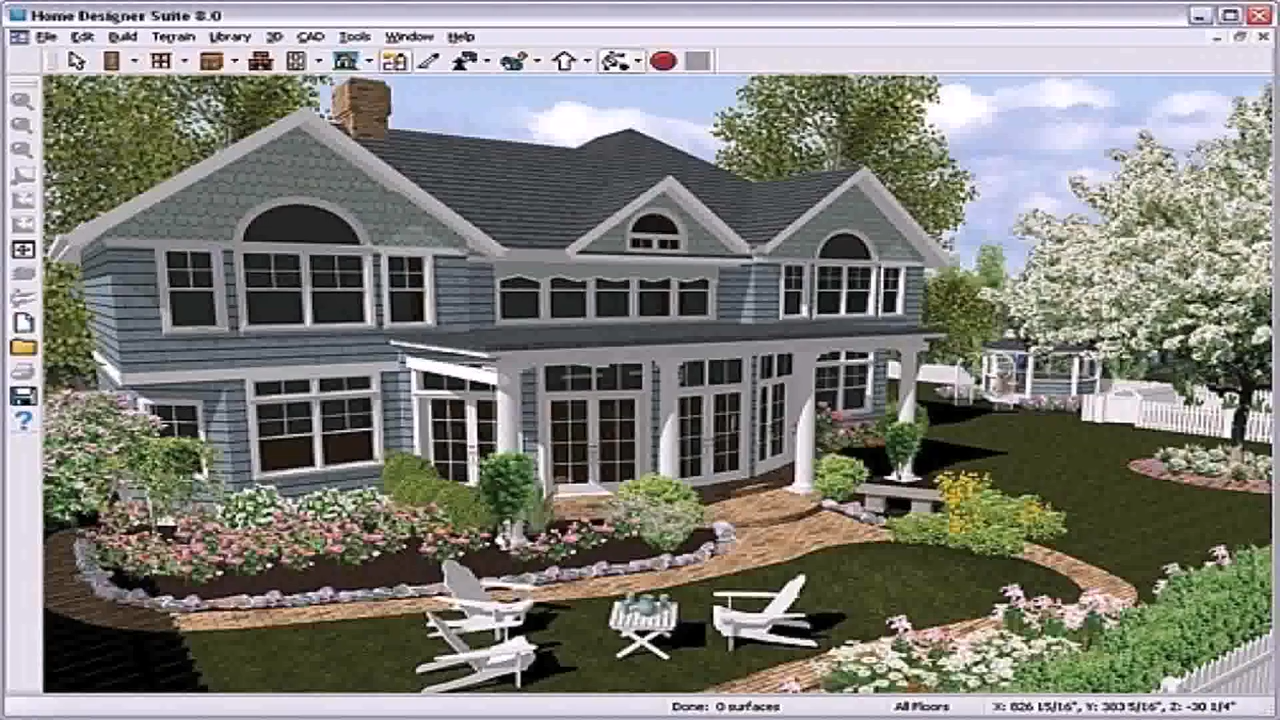 Home Designer Suite 8.0
File Edit Build Terrain Library 3D CAD Tools Window Help
Done: 0 surfaces All Floors X: 826 15/16", Y: 383 5/16", Z: -30 1/4"